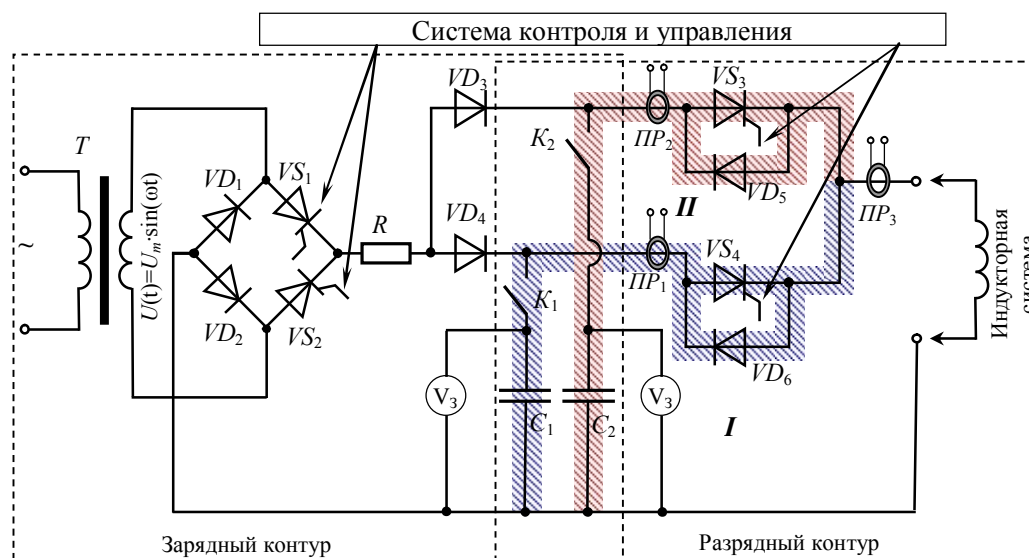 Система контроля и управления
VD3
VS3
K2
ПР2
T
VS1
VD1
VD5
ПР3
II
~
U(t)=Um·sin(ωt)
R
VD4
VS4
ПР1
K1
VD2
VS2
Индукторная
система
VD6
V3
V3
C1
C2
I
Зарядный контур
Разрядный контур